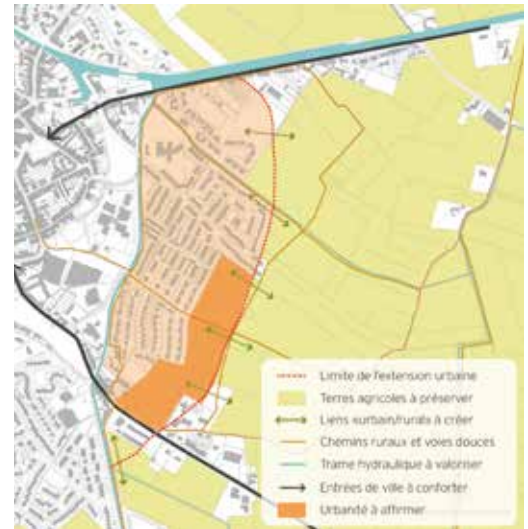 Limite de l'extension urbaine
Terres agricoles à préserver
Liens «urbain/rural» à créer
Chemins ruraux et voies douces
Trame hydraulique à valoriser
Entrées de ville à conforter
Urbanité à affirmer